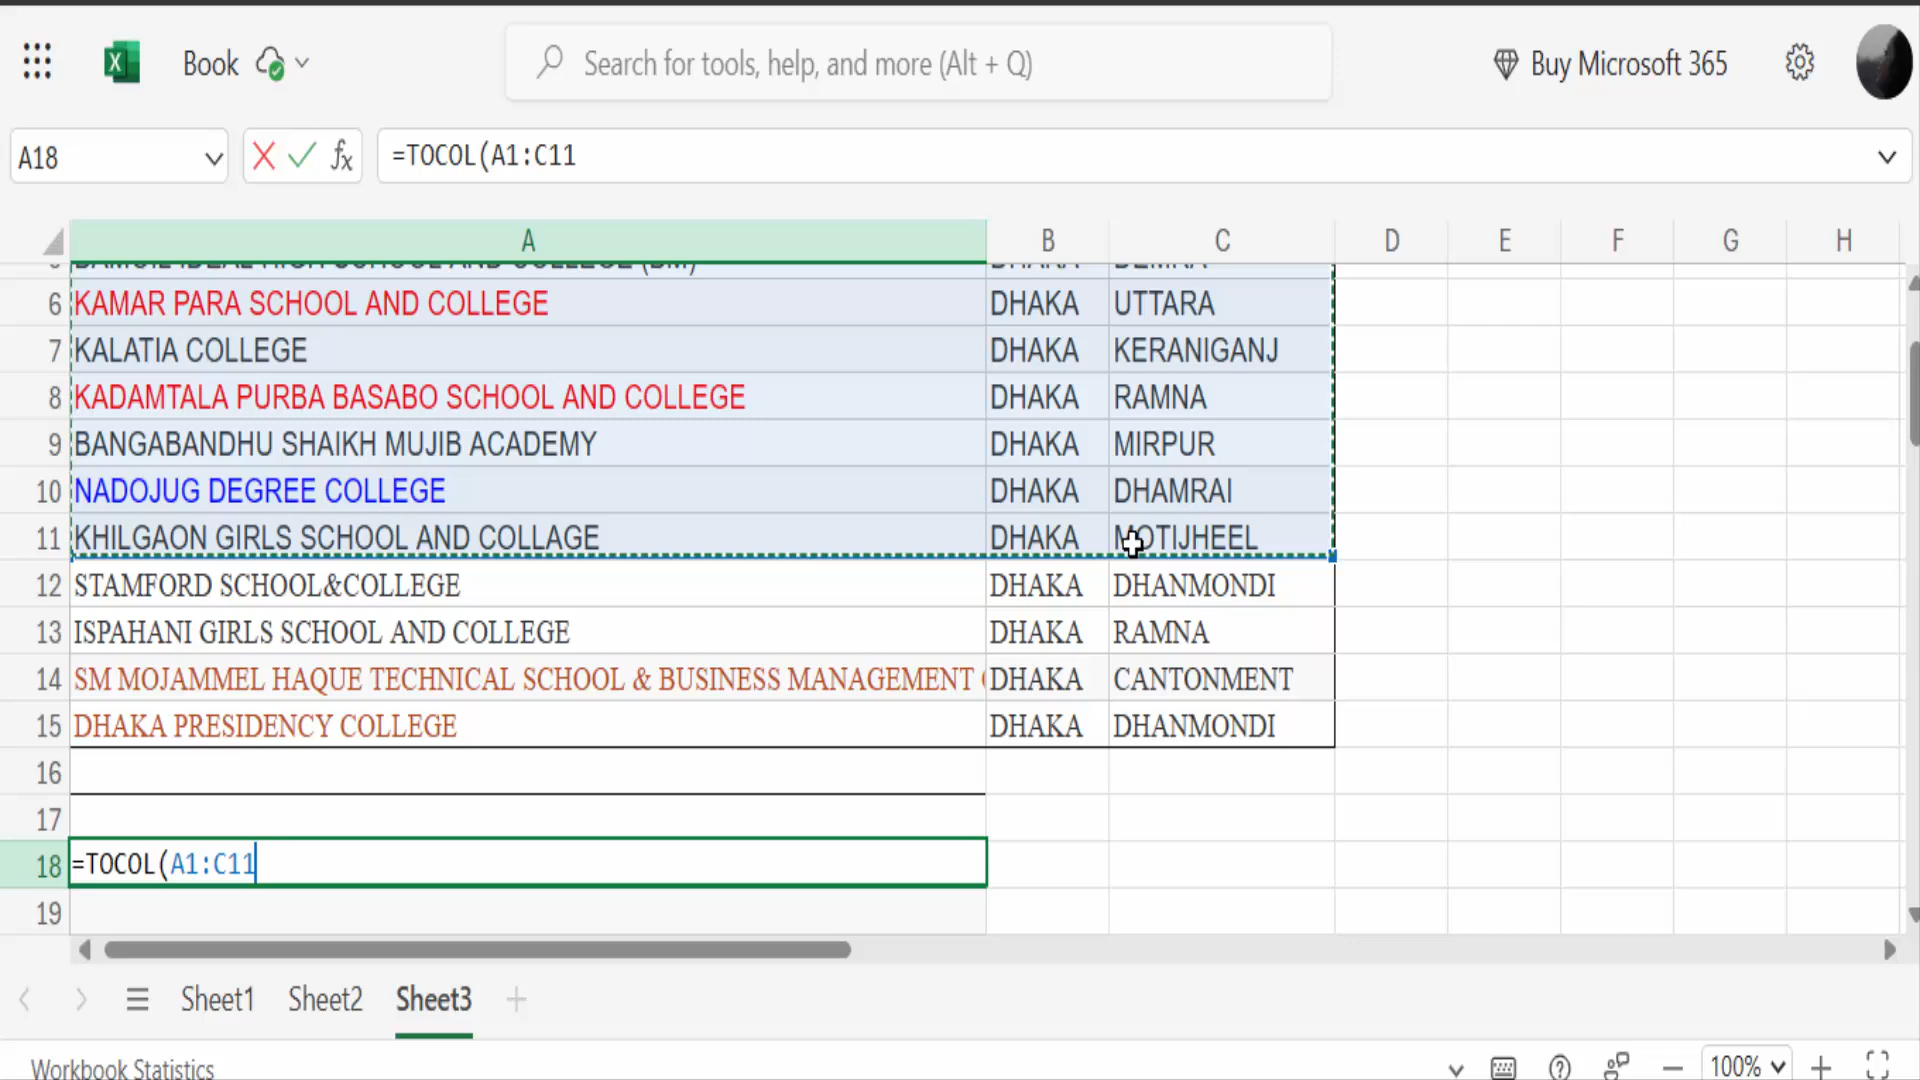 Book
Search for tools, help, and more (Alt + Q)
Buy Microsoft 365
A18
fx
=TOCOL(A1:C11
A B C D E F G H
6 KAMAR PARA SCHOOL AND COLLEGE DHAKA UTTARA
7 KALATIA COLLEGE DHAKA KERANIGANJ
8 KADAMTALA PURBA BASABO SCHOOL AND COLLEGE DHAKA RAMNA
9 BANGABANDHU SHAIKH MUJIB ACADEMY DHAKA MIRPUR
10 NADOJUG DEGREE COLLEGE DHAKA DHAMRAI
11 KHILGAON GIRLS SCHOOL AND COLLAGE DHAKA MOTIJHEEL
12 STAMFORD SCHOOL&COLLEGE DHAKA DHANMONDI
13 ISPAHANI GIRLS SCHOOL AND COLLEGE DHAKA RAMNA
14 SM MOJAMMEL HAQUE TECHNICAL SCHOOL & BUSINESS MANAGEMENT DHAKA CANTONMENT
15 DHAKA PRESIDENCY COLLEGE DHAKA DHANMONDI
16
17
18 =TOCOL(A1:C11
19
Sheet1 Sheet2 Sheet3
Workbook Statistics
100%